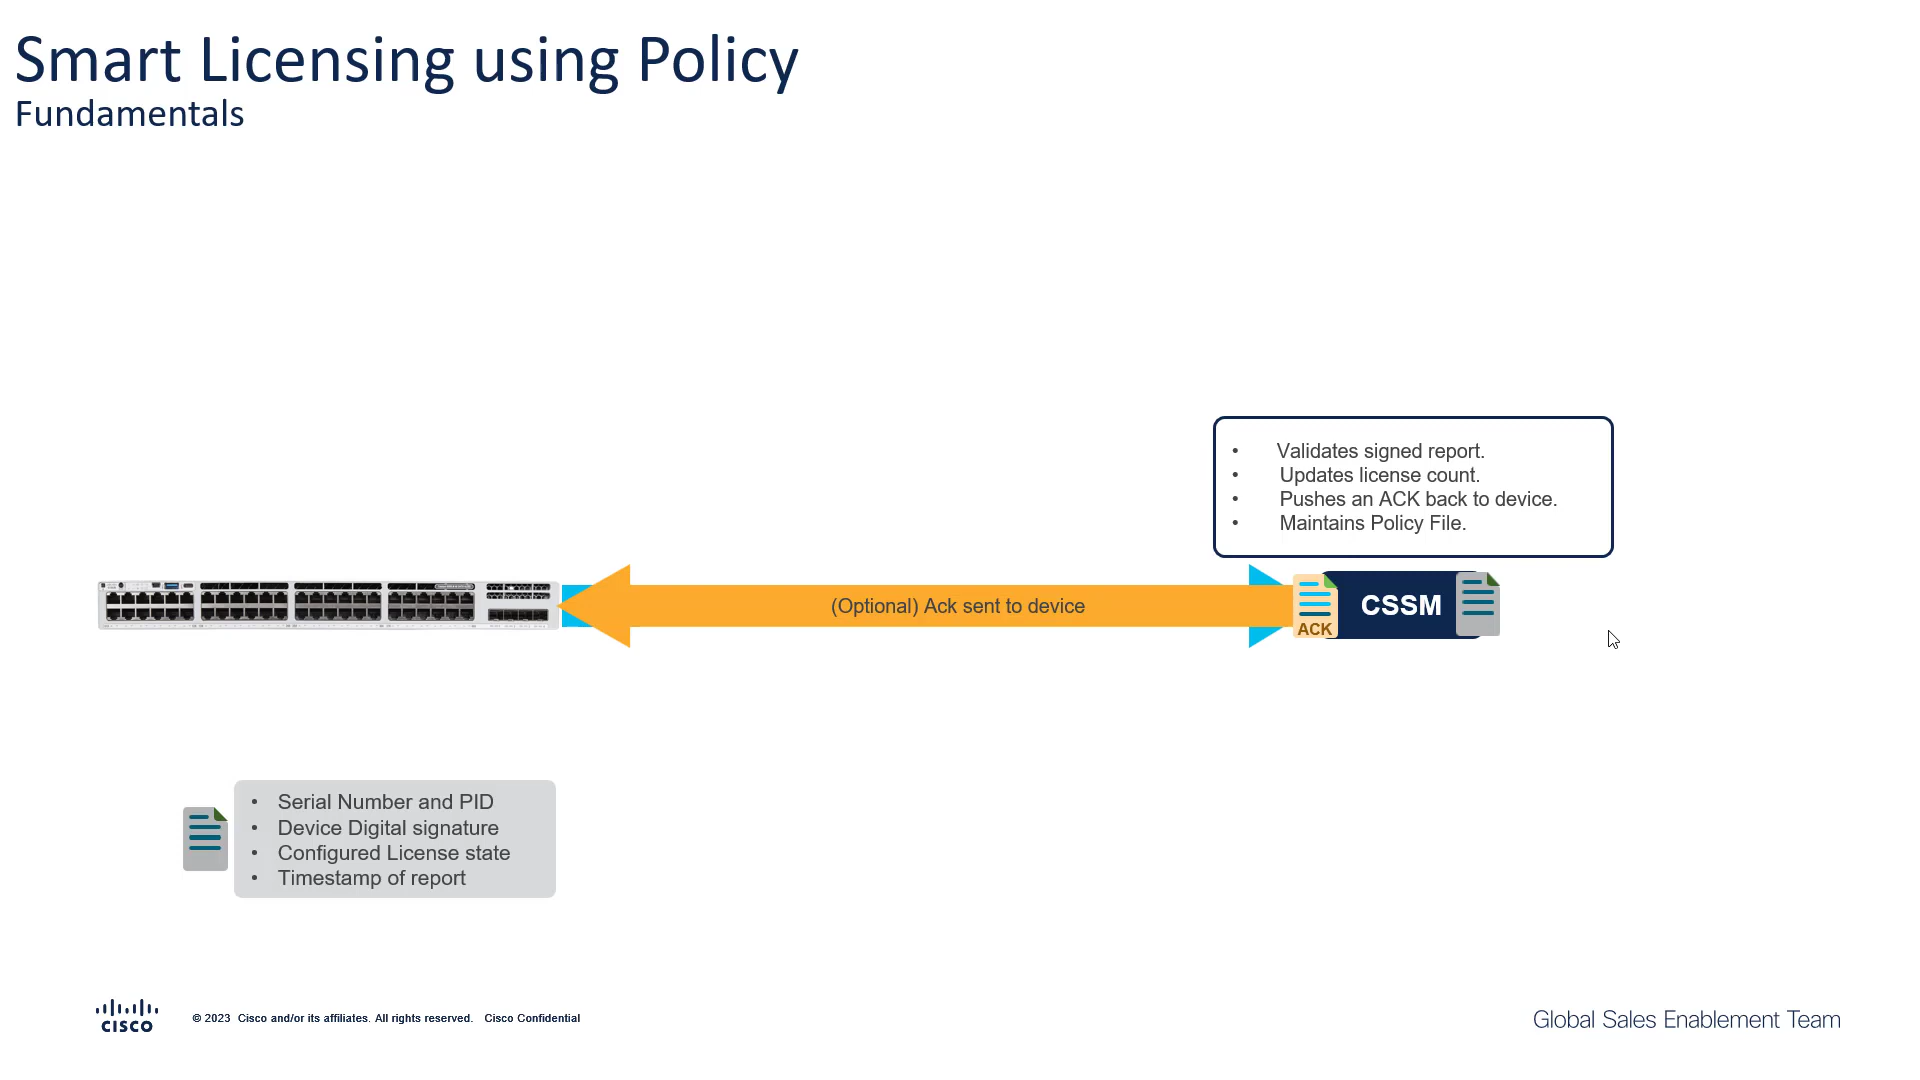 Smart Licensing using Policy
Fundamentals
• Validates signed report.
• Updates license count.
• Pushes an ACK back to device.
• Maintains Policy File.
(Optional) Ack sent to device
ACK
CSSM
• Serial Number and PID
• Device Digital signature
• Configured License state
• Timestamp of report
CISCO
© 2023 Cisco and/or its affiliates. All rights reserved. Cisco Confidential
Global Sales Enablement Team